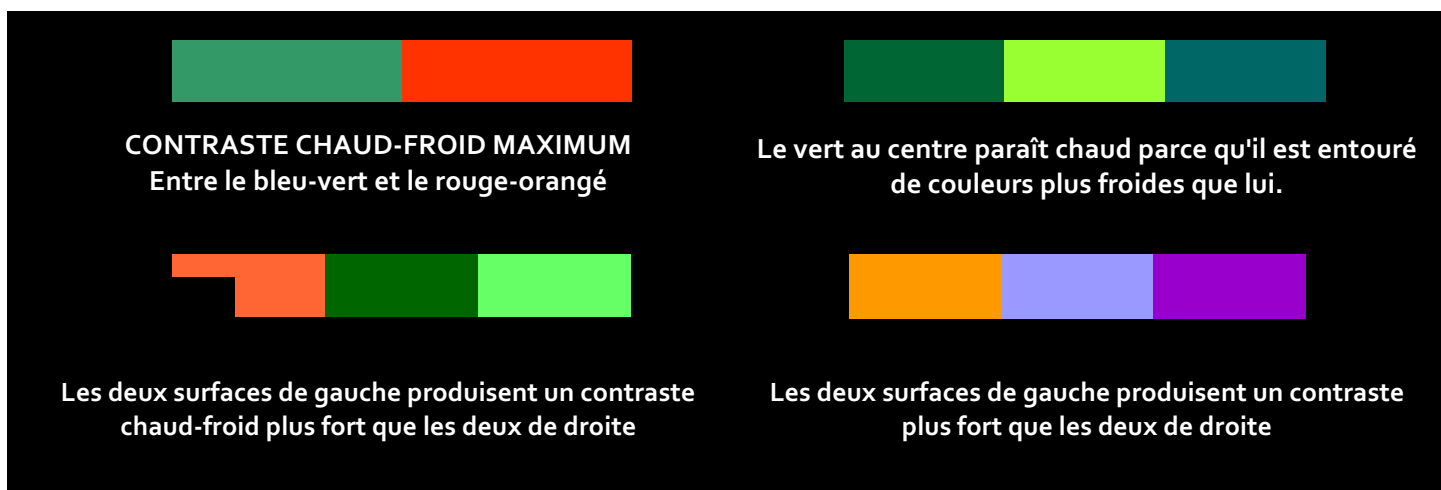 CONTRASTE CHAUD-FROID MAXIMUM
Entre le bleu-vert et le rouge-orangé
Le vert au centre paraît chaud parce qu'il est entouré
de couleurs plus froides que lui.
Les deux surfaces de gauche produisent un contraste
chaud-froid plus fort que les deux de droite
Les deux surfaces de gauche produisent un contraste
plus fort que les deux de droite